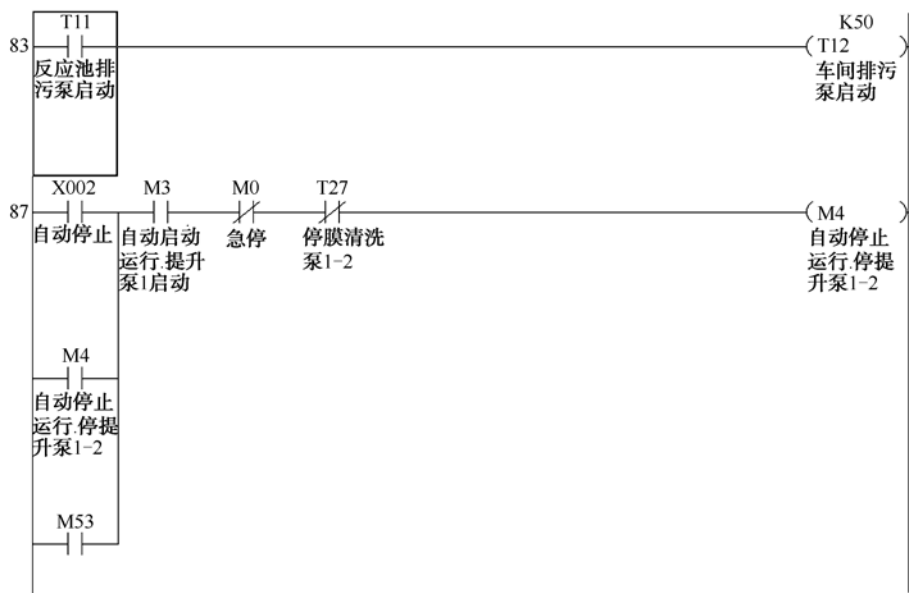 T11
K50
83
T12
反应池排
污泵启动
车间排污
泵启动
X002
M3
M0
T27
87
M4
自动停止
自动启动
运行.提升
泵1启动
急停
停膜清洗
泵1-2
自动停止
运行.停提
升泵1-2
M4
自动停止
运行.停提
升泵1-2
M53